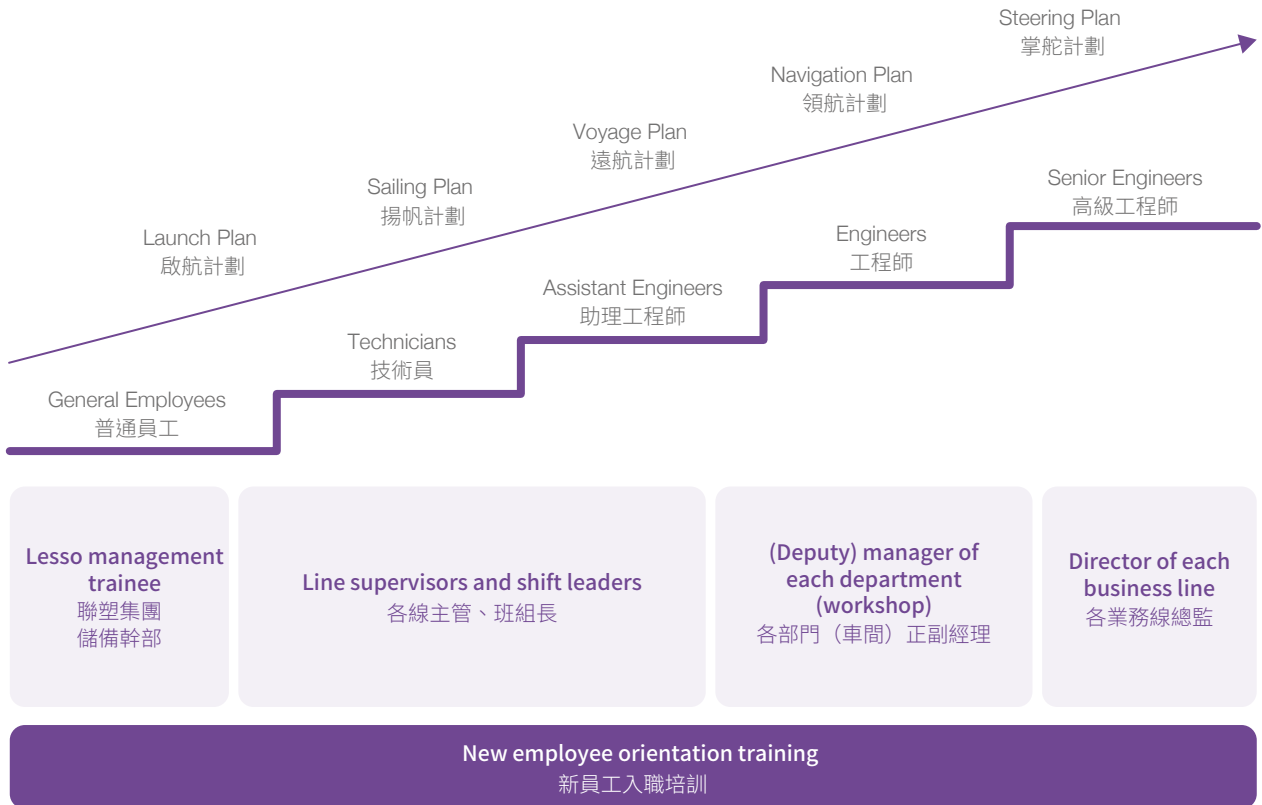 Steering Plan
掌舵計劃
Navigation Plan
領航計劃
Voyage Plan
遠航計劃
Sailing Plan
揚帆計劃
Launch Plan
啟航計劃
Senior Engineers
高級工程師
Engineers
工程師
Assistant Engineers
助理工程師
Technicians
技術員
General Employees
普通員工
Lesso management
trainee
聯塑集團
儲備幹部
Line supervisors and shift leaders
各線主管、班組長
(Deputy) manager of
each department
(workshop)
各部門（車間）正副經理
Director of each
business line
各業務線總監
New employee orientation training
新員工入職培訓